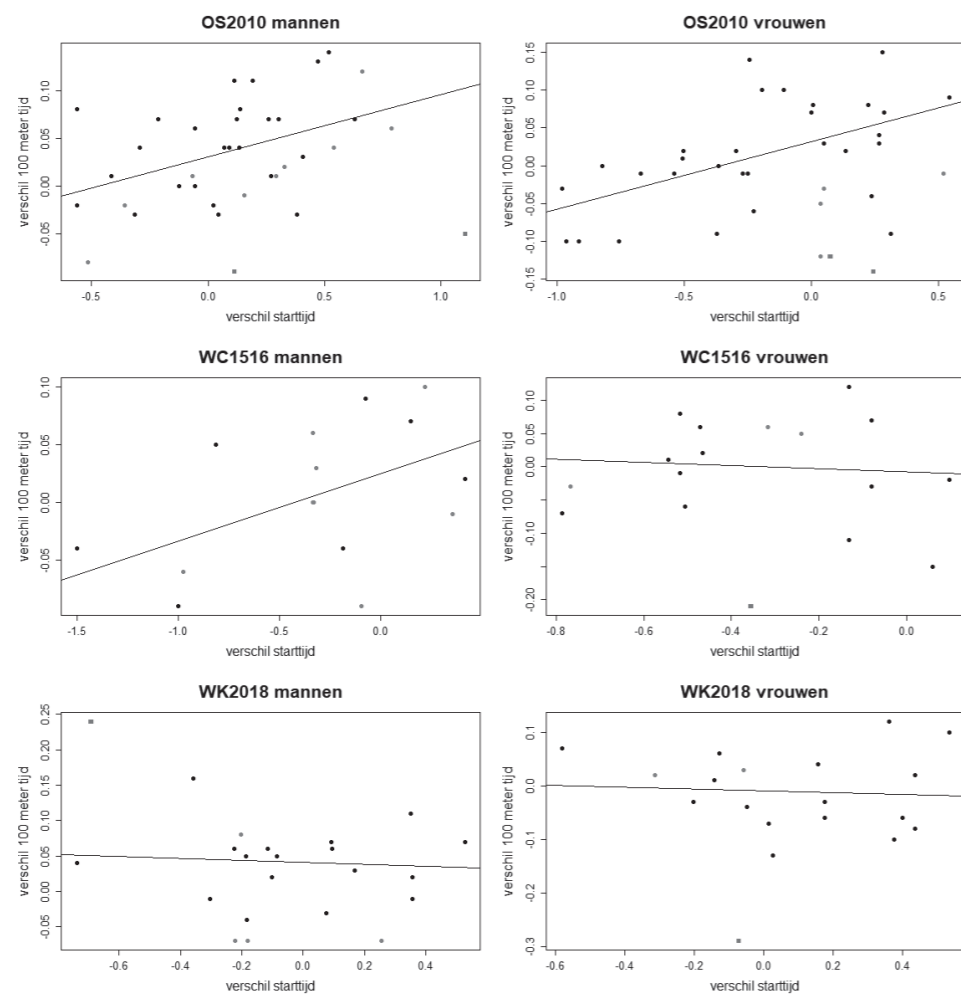 OS2010 mannen
verschil 100 meter tijd
-0.05 0.00 0.05 0.10
-0.5 0.0 0.5 1.0
verschil starttijd
OS2010 vrouwen
verschil 100 meter tijd
-0.15 -0.10 -0.05 0.00 0.05 0.10 0.15
-1.0 -0.5 0.0 0.5
verschil starttijd
WC1516 mannen
verschil 100 meter tijd
-0.05 0.00 0.05 0.10
-1.5 -1.0 -0.5 0.0
verschil starttijd
WC1516 vrouwen
verschil 100 meter tijd
-0.20 -0.10 0.00 0.05 0.10
-0.8 -0.6 -0.4 -0.2 0.0
verschil starttijd
WK2018 mannen
verschil 100 meter tijd
-0.05 0.00 0.05 0.10 0.15 0.20 0.25
-0.6 -0.4 -0.2 0.0 0.2 0.4
verschil starttijd
WK2018 vrouwen
verschil 100 meter tijd
-0.3 -0.2 -0.1 0.0 0.1
-0.6 -0.4 -0.2 0.0 0.2 0.4
verschil starttijd